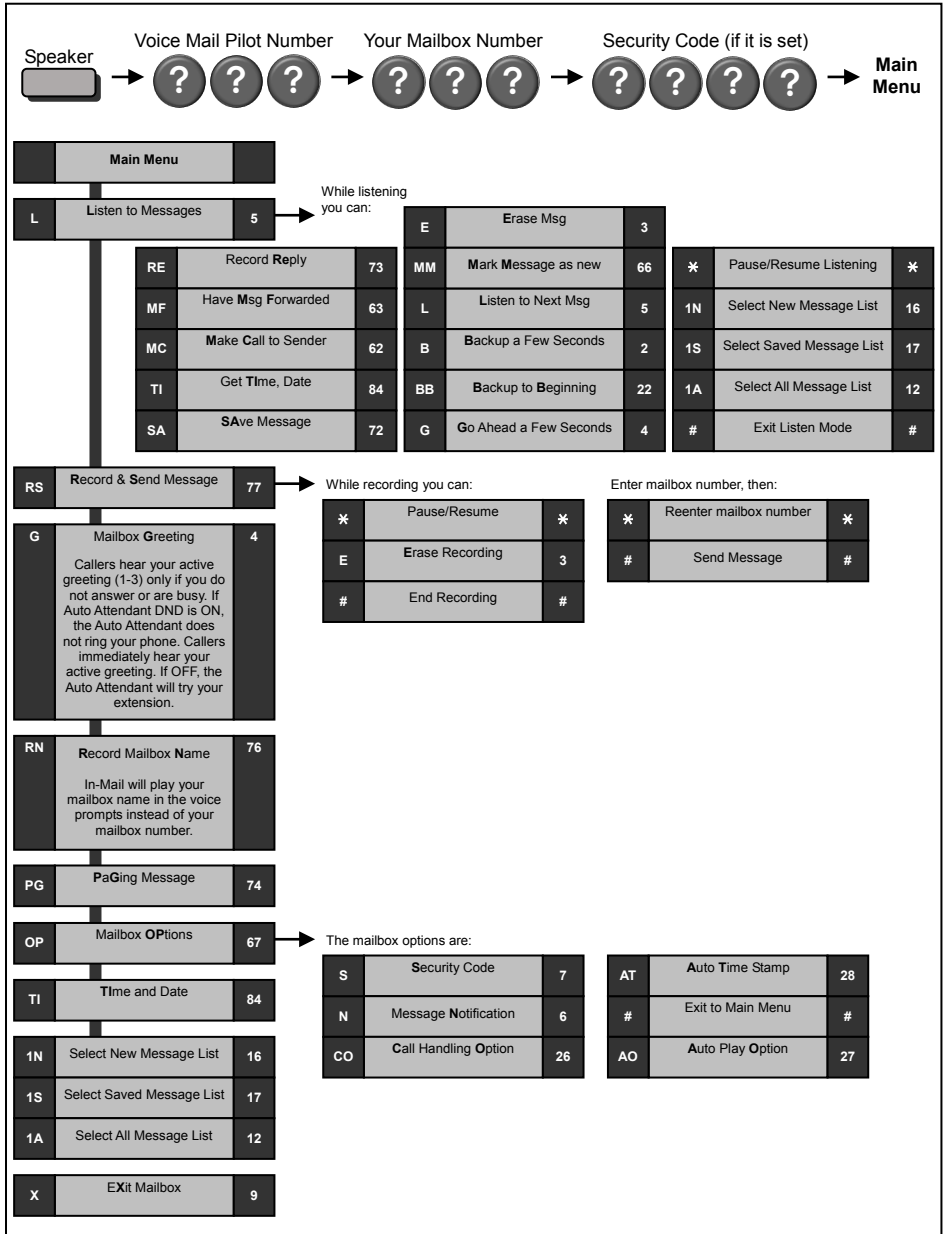 Speaker
Voice Mail Pilot Number
Your Mailbox Number
Security Code (if it is set)
? ? ?
? ? ?
? ? ? ?
Main
Menu
Main Menu
L Listen to Messages 5
While listening
you can:
E Erase Msg 3
RE Record Reply 73
MM Mark Message as new 66
* Pause/Resume Listening *
MF Have Msg Forwarded 63
L Listen to Next Msg 5
1N Select New Message List 16
MC Make Call to Sender 62
B Backup a Few Seconds 2
1S Select Saved Message List 17
TI Get TIme, Date 84
BB Backup to Beginning 22
1A Select All Message List 12
SA SAve Message 72
G Go Ahead a Few Seconds 4
# Exit Listen Mode #
RS Record & Send Message 77
While recording you can:
* Pause/Resume *
E Erase Recording 3
# End Recording #
Enter mailbox number, then:
* Reenter mailbox number *
# Send Message #
G Mailbox Greeting 4
Callers hear your active
greeting (1-3) only if you do
not answer or are busy. If
Auto Attendant DND is ON,
the Auto Attendant does
not ring your phone. Callers
immediately hear your
active greeting. If OFF, the
Auto Attendant will try your
extension.
RN Record Mailbox Name 76
In-Mail will play your
mailbox name in the voice
prompts instead of your
mailbox number.
PG PaGing Message 74
OP Mailbox OPtions 67
The mailbox options are:
S Security Code 7
AT Auto Time Stamp 28
N Message Notification 6
# Exit to Main Menu #
CO Call Handling Option 26
AO Auto Play Option 27
TI TIme and Date 84
1N Select New Message List 16
1S Select Saved Message List 17
1A Select All Message List 12
X EXit Mailbox 9